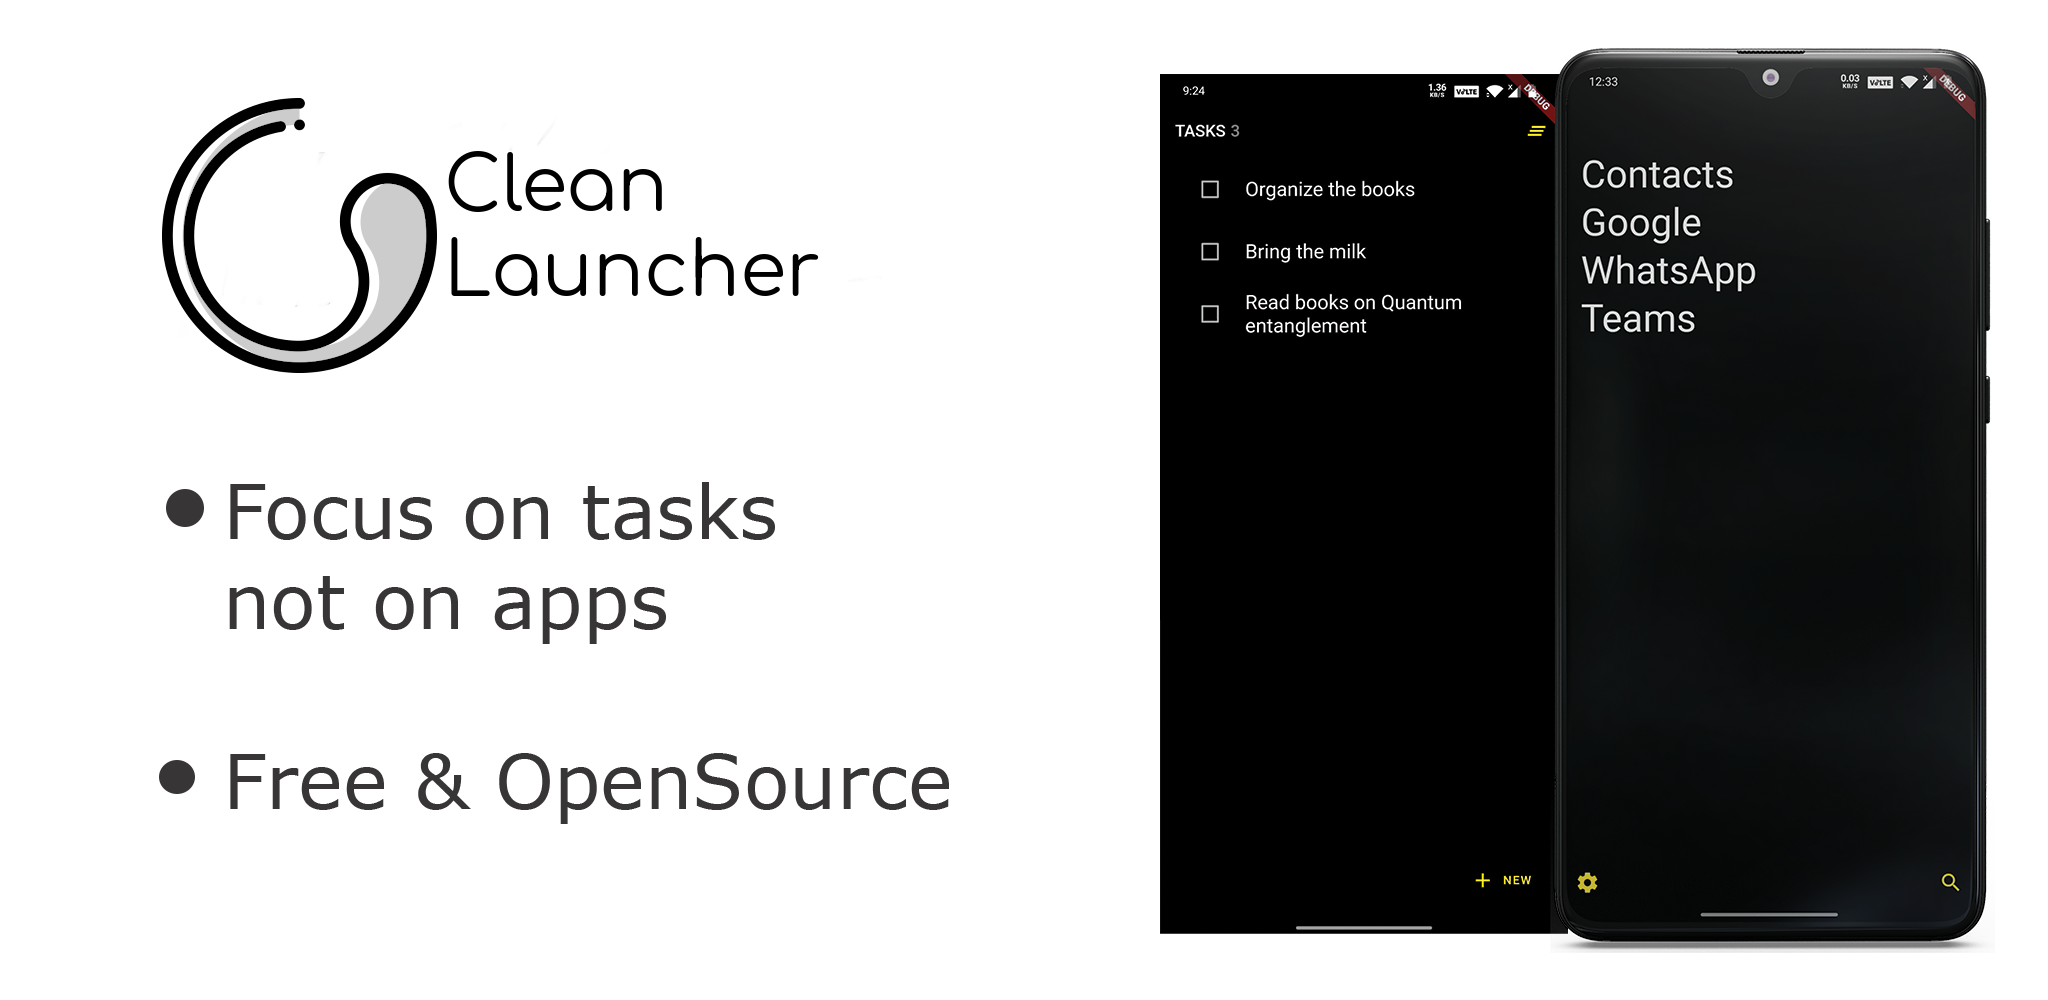 Clean
Launcher
• Focus on tasks
not on apps
• Free & OpenSource
9:24
1.36
KB/S
VoLTE
X
DEBUG
TASKS 3
Organize the books
Bring the milk
Read books on Quantum
entanglement
+ NEW
12:33
0.03
KB/S
VoLTE
X
DEBUG
Contacts
Google
WhatsApp
Teams